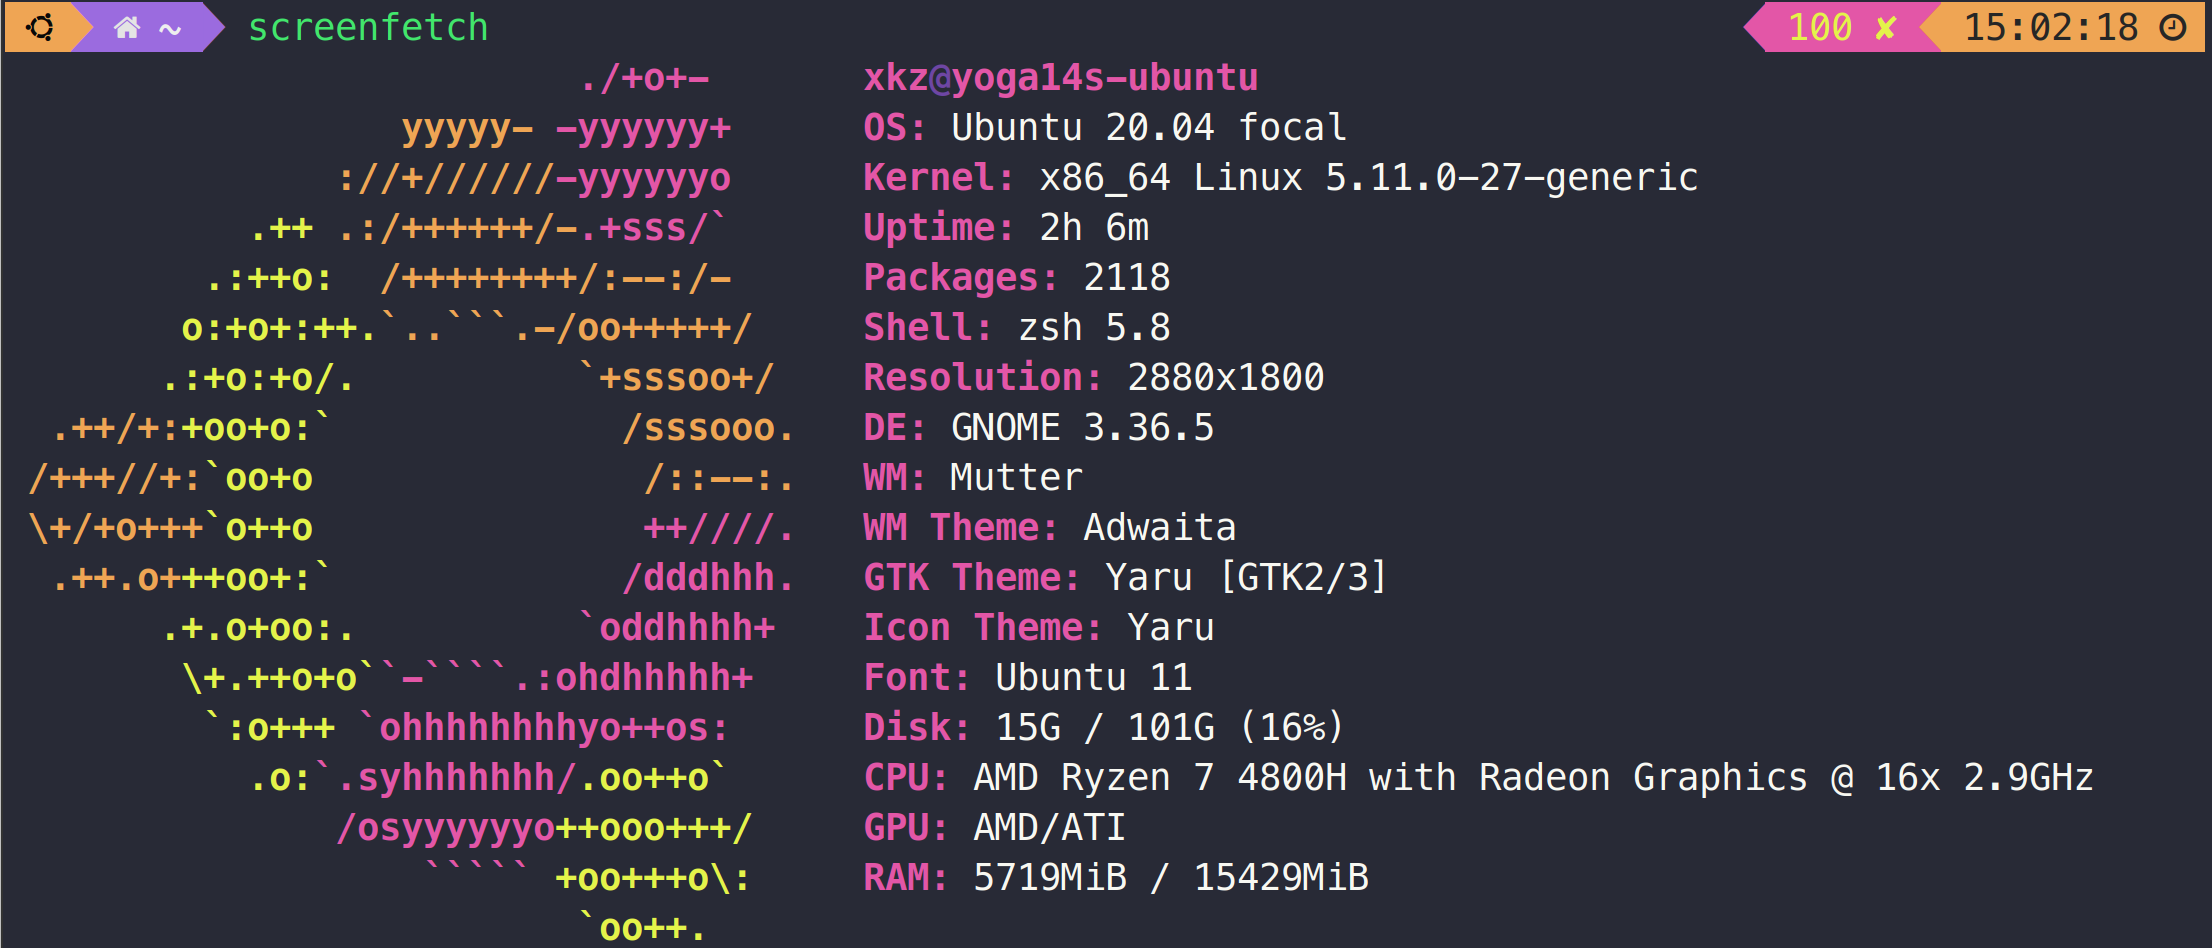 ~ screenfetch 100 ✘ 15:02:18
./+o+- xkz@yoga14s-ubuntu
yyyyy- -yyyyyy+ OS: Ubuntu 20.04 focal
://+//////-yyyyyyo Kernel: x86_64 Linux 5.11.0-27-generic
.++ .:/++++++/-.+sss/` Uptime: 2h 6m
.:++o: /++++++++/:--:/- Packages: 2118
o:+o+:++.`..```.-/oo+++++/ Shell: zsh 5.8
.:+o:+o/. `+sssoo+/ Resolution: 2880x1800
.++/+:+oo+o:` /sssooo. DE: GNOME 3.36.5
/+++//+:`oo+o /::--:. WM: Mutter
\+/+o+++`o++o ++////. WM Theme: Adwaita
.++.o+++oo+:` /dddhhh. GTK Theme: Yaru [GTK2/3]
.+.o+oo:. `oddhhhh+ Icon Theme: Yaru
\+.++o+o``-````.:ohdhhhhh+ Font: Ubuntu 11
`:o+++ `ohhhhhhhhyo++os: Disk: 15G / 101G (16%)
.o:`.syhhhhhhh/.oo++o` CPU: AMD Ryzen 7 4800H with Radeon Graphics @ 16x 2.9GHz
/osyyyyyyo++ooo+++/ GPU: AMD/ATI
````` +oo+++o\: RAM: 5719MiB / 15429MiB
`oo++.